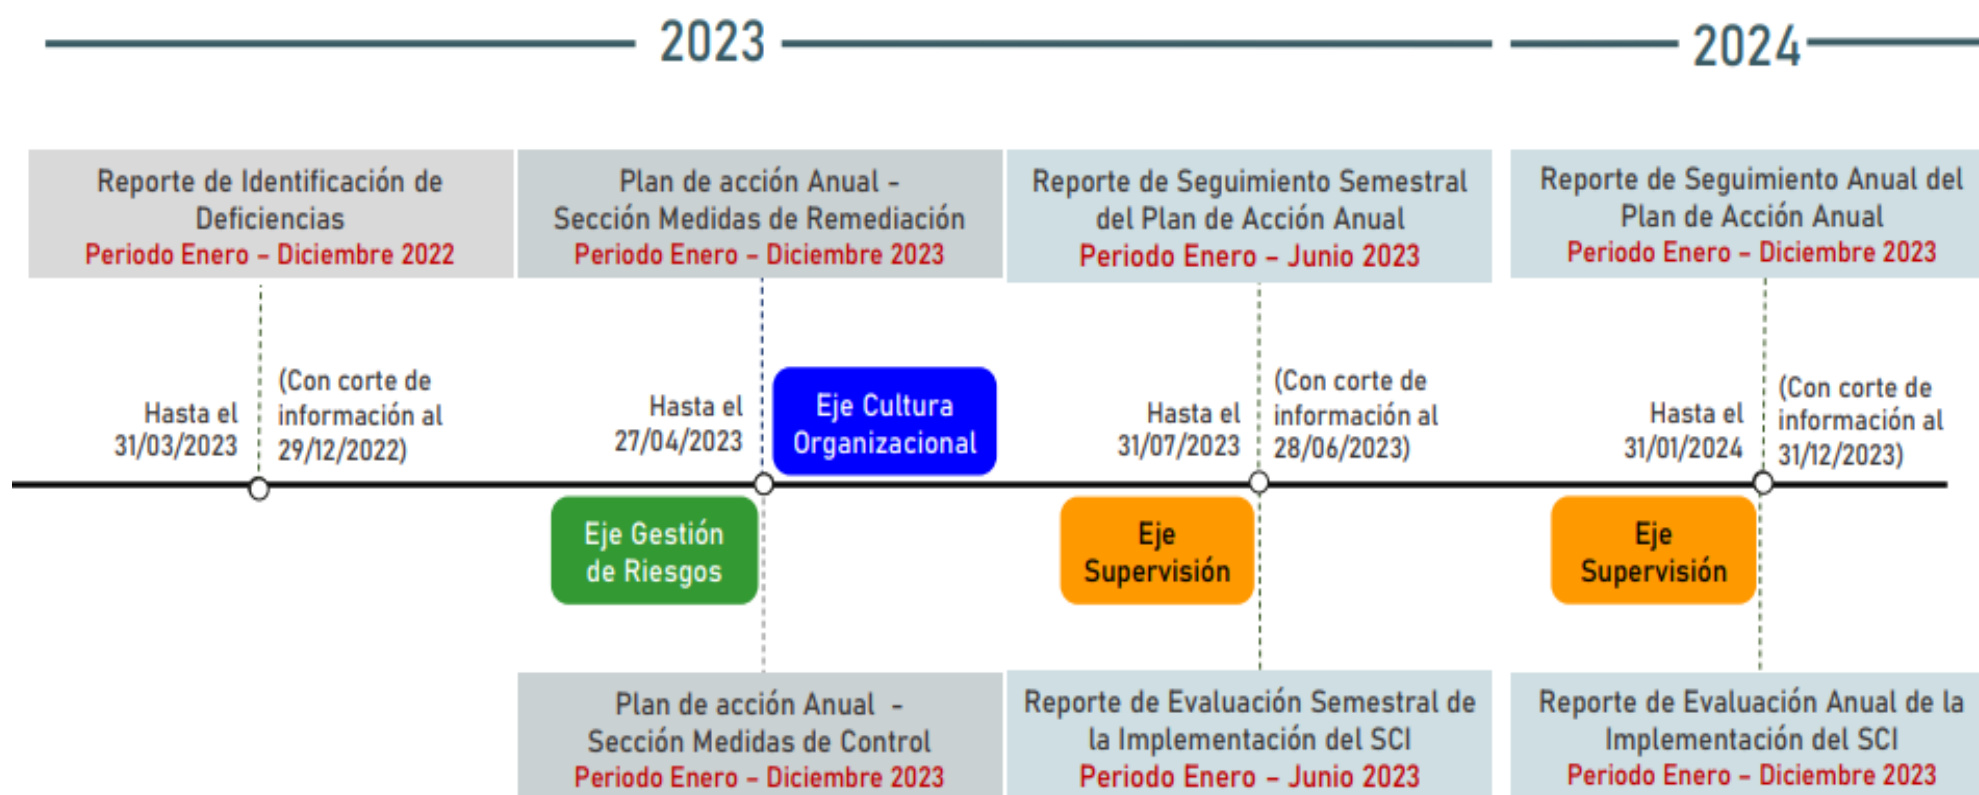 2023
2024
Reporte de Identificación de
Deficiencias
Periodo Enero – Diciembre 2022
Plan de acción Anual -
Sección Medidas de Remediación
Periodo Enero – Diciembre 2023
Reporte de Seguimiento Semestral
del Plan de Acción Anual
Periodo Enero – Junio 2023
Reporte de Seguimiento Anual del
Plan de Acción Anual
Periodo Enero – Diciembre 2023
Hasta el
31/03/2023
(Con corte de
información al
29/12/2022)
Hasta el
27/04/2023
Eje Cultura
Organizacional
Hasta el
31/07/2023
(Con corte de
información al
28/06/2023)
Hasta el
31/01/2024
(Con corte de
información al
31/12/2023)
Eje Gestión
de Riesgos
Eje
Supervisión
Eje
Supervisión
Plan de acción Anual -
Sección Medidas de Control
Periodo Enero – Diciembre 2023
Reporte de Evaluación Semestral de
la Implementación del SCI
Periodo Enero – Junio 2023
Reporte de Evaluación Anual de la
Implementación del SCI
Periodo Enero – Diciembre 2023